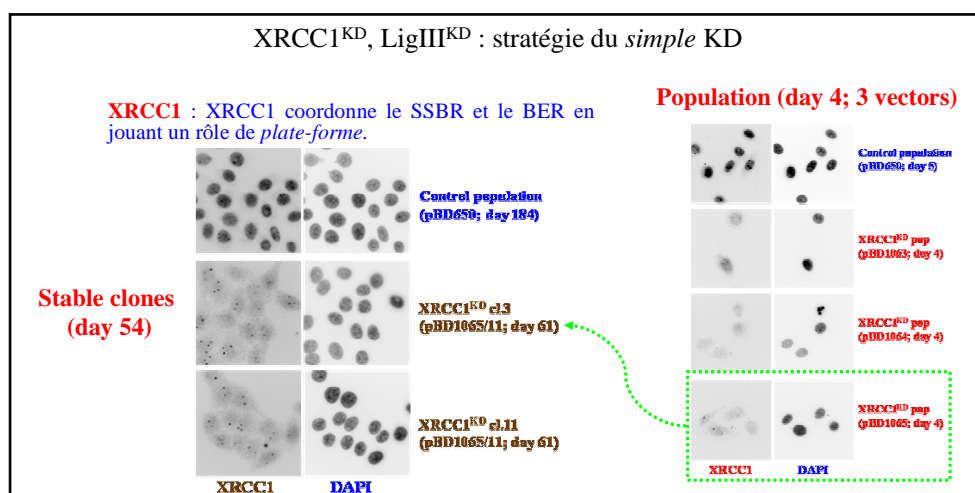 XRCC1KD, LigIIIKD : stratégie du simple KD
XRCC1 : XRCC1 coordonne le SSBR et le BER en
jouant un rôle de plate-forme.
Control population
(pBD650; day 184)
Stable clones
(day 54)
XRCC1KD cl.3
(pBD1065/11; day 61)
XRCC1KD cl.11
(pBD1065/11; day 61)
XRCC1
DAPI
Population (day 4; 3 vectors)
Control population
(pBD650; day 5)
XRCC1KD pop
(pBD1063; day 4)
XRCC1KD pop
(pBD1064; day 4)
XRCC1KD pop
(pBD1065; day 4)
XRCC1
DAPI